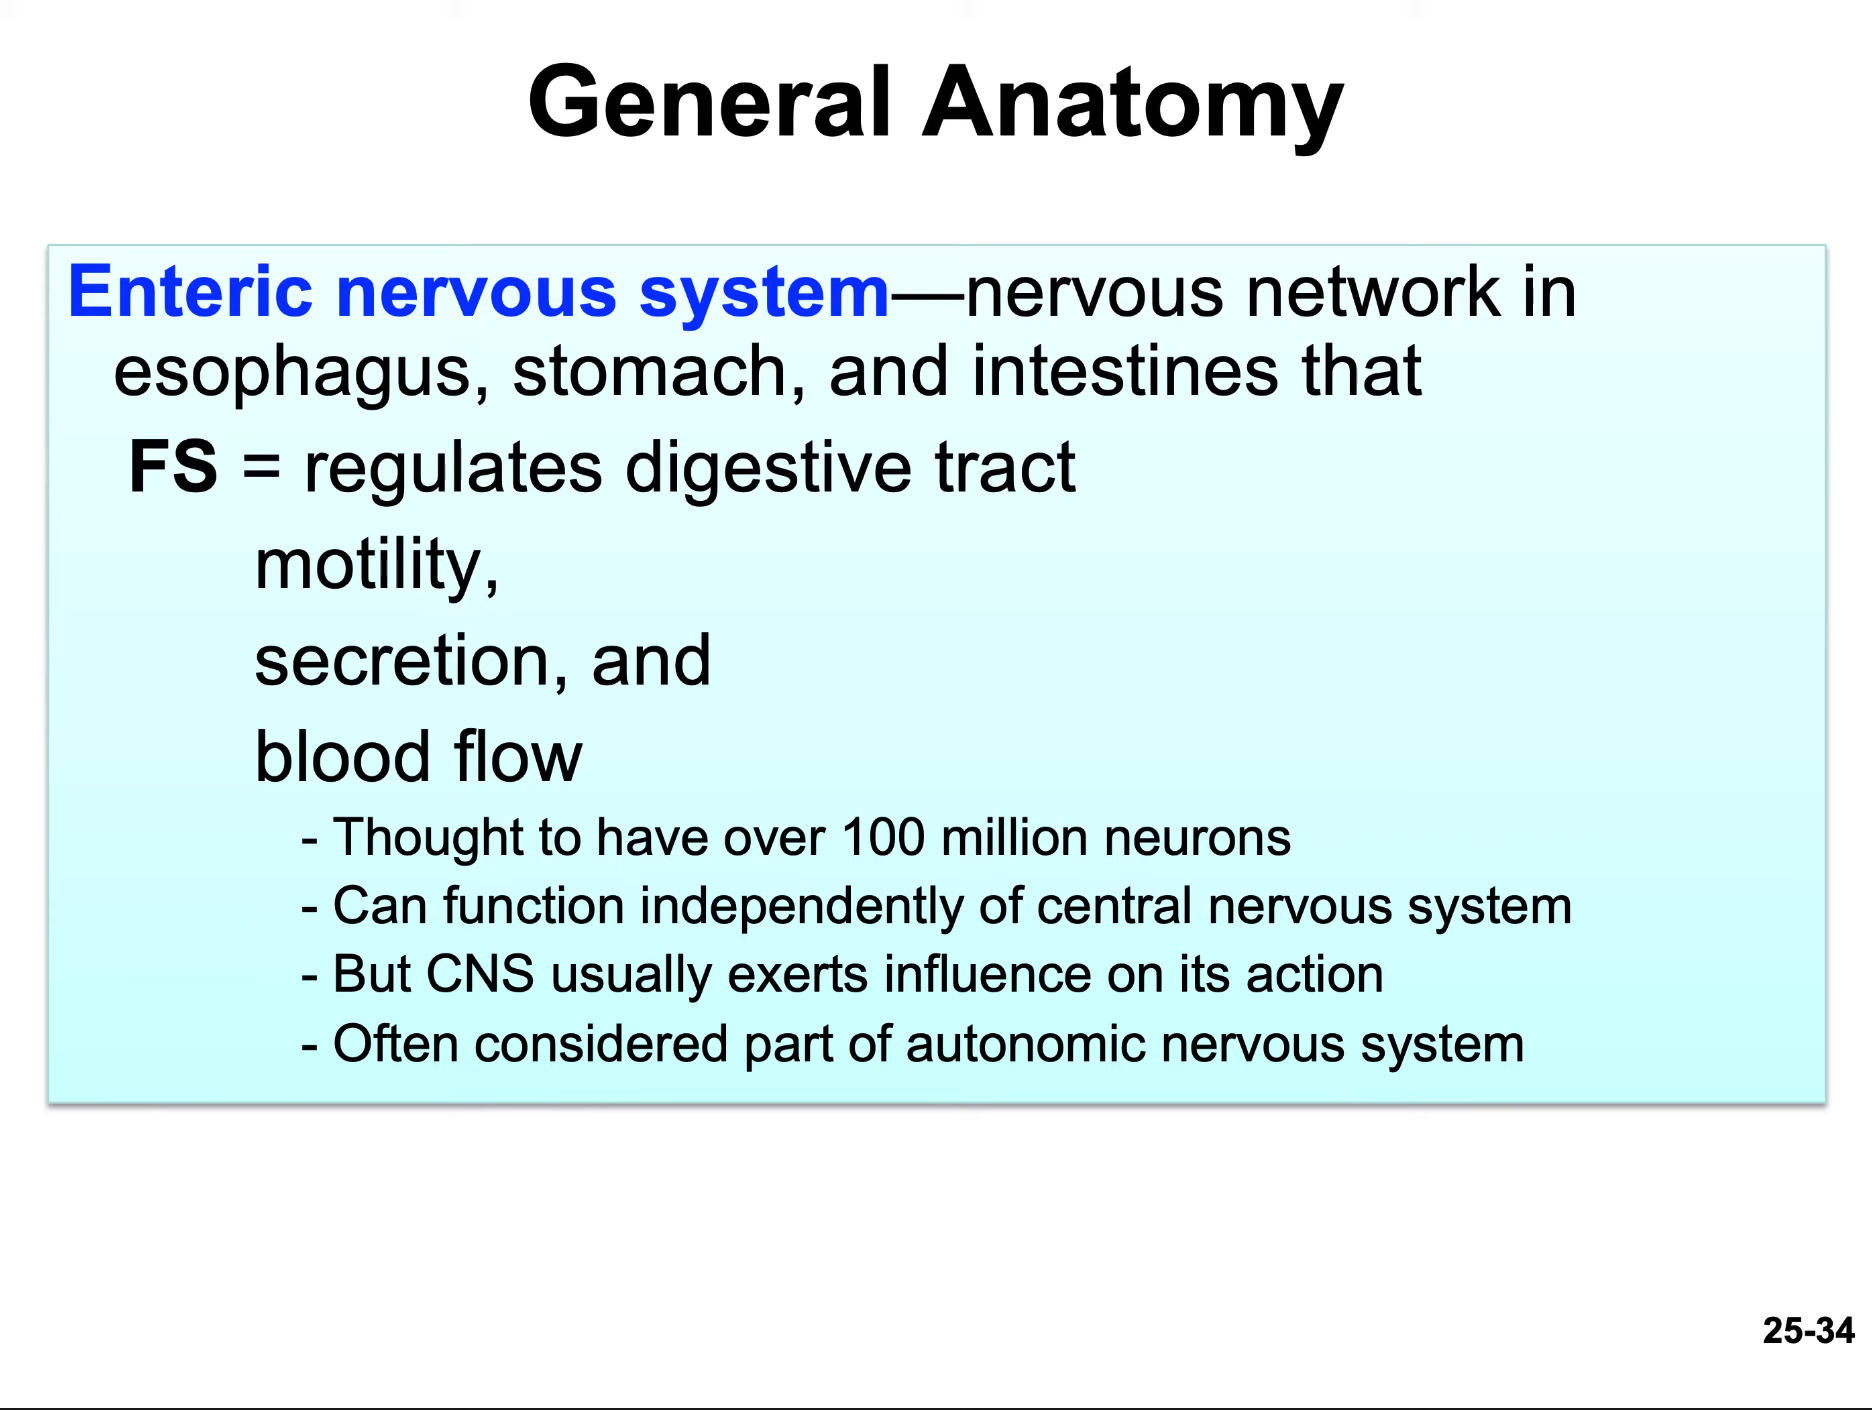 General Anatomy
Enteric nervous system—nervous network in
esophagus, stomach, and intestines that
FS = regulates digestive tract
motility,
secretion, and
blood flow
- Thought to have over 100 million neurons
- Can function independently of central nervous system
- But CNS usually exerts influence on its action
- Often considered part of autonomic nervous system
25-34